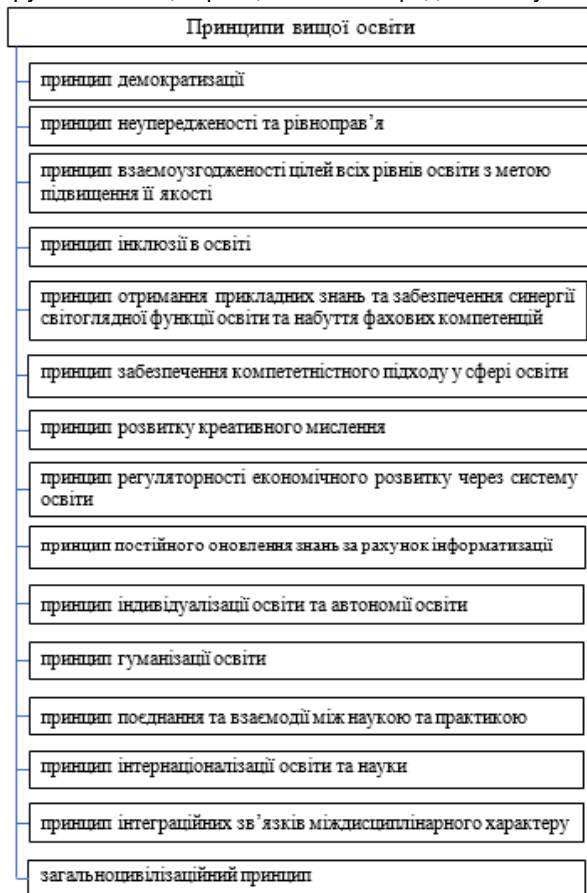 Принципи вищої освіти
принцип демократизації
принцип неупередженості та рівноправ’я
принцип взаємоузгодженості цілей всіх рівнів освіти з метою
підвищення її якості
принцип інклюзії в освіті
принцип отримання прикладних знань та забезпечення синергії
світоглядної функції освіти та набуття фахових компетенцій
принцип забезпечення компететністного підходу у сфері освіти
принцип розвитку креативного мислення
принцип регуляторності економічного розвитку через систему
освіти
принцип постійного оновлення знань за рахунок інформатизації
принцип індивідуалізації освіти та автономії освіти
принцип гуманізації освіти
принцип поєднання та взаємодії між наукою та практикою
принцип інтернаціоналізації освіти та науки
принцип інтеграційних зв’язків міждисциплінарного характеру
загальноцивілізаційний принцип